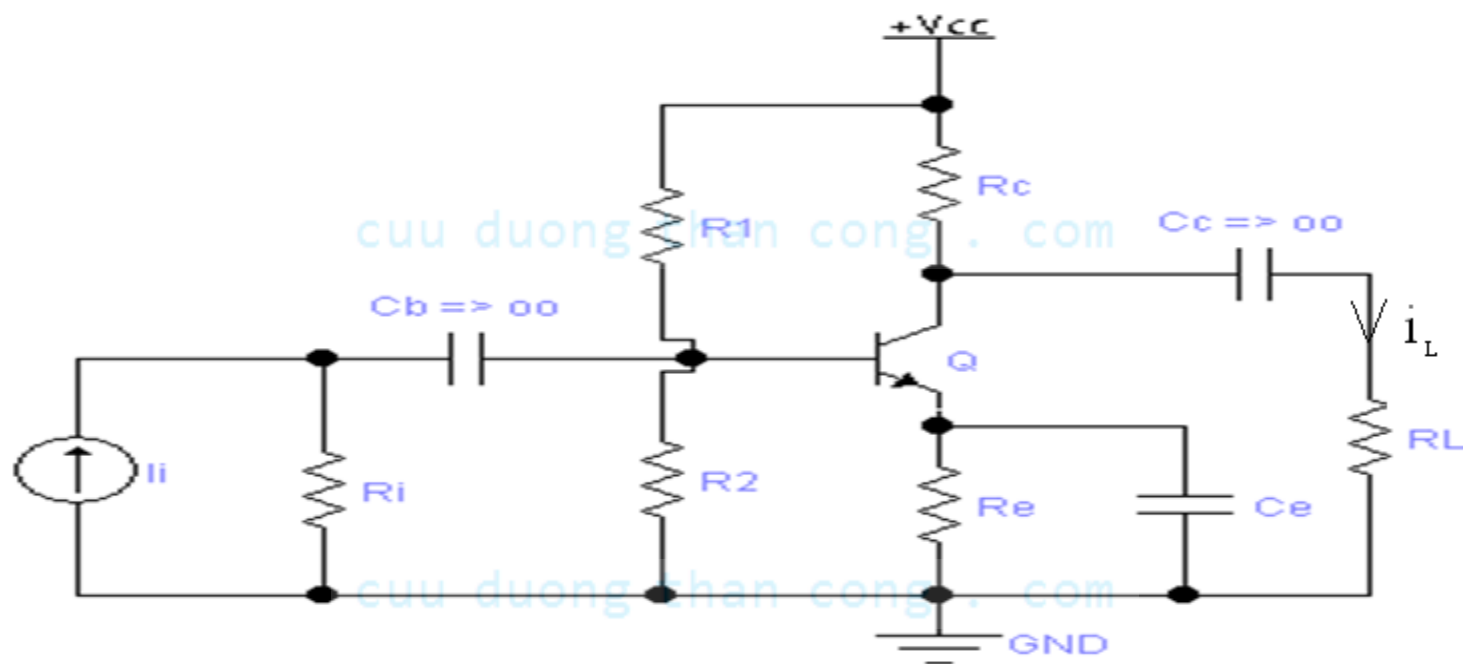 +Vcc
Rc
R1
cuu duong than cong . com
Cc => oo
Cb => oo
iL
Q
Ii
Ri
R2
Re
Ce
RL
cuu duong than cong . com
GND